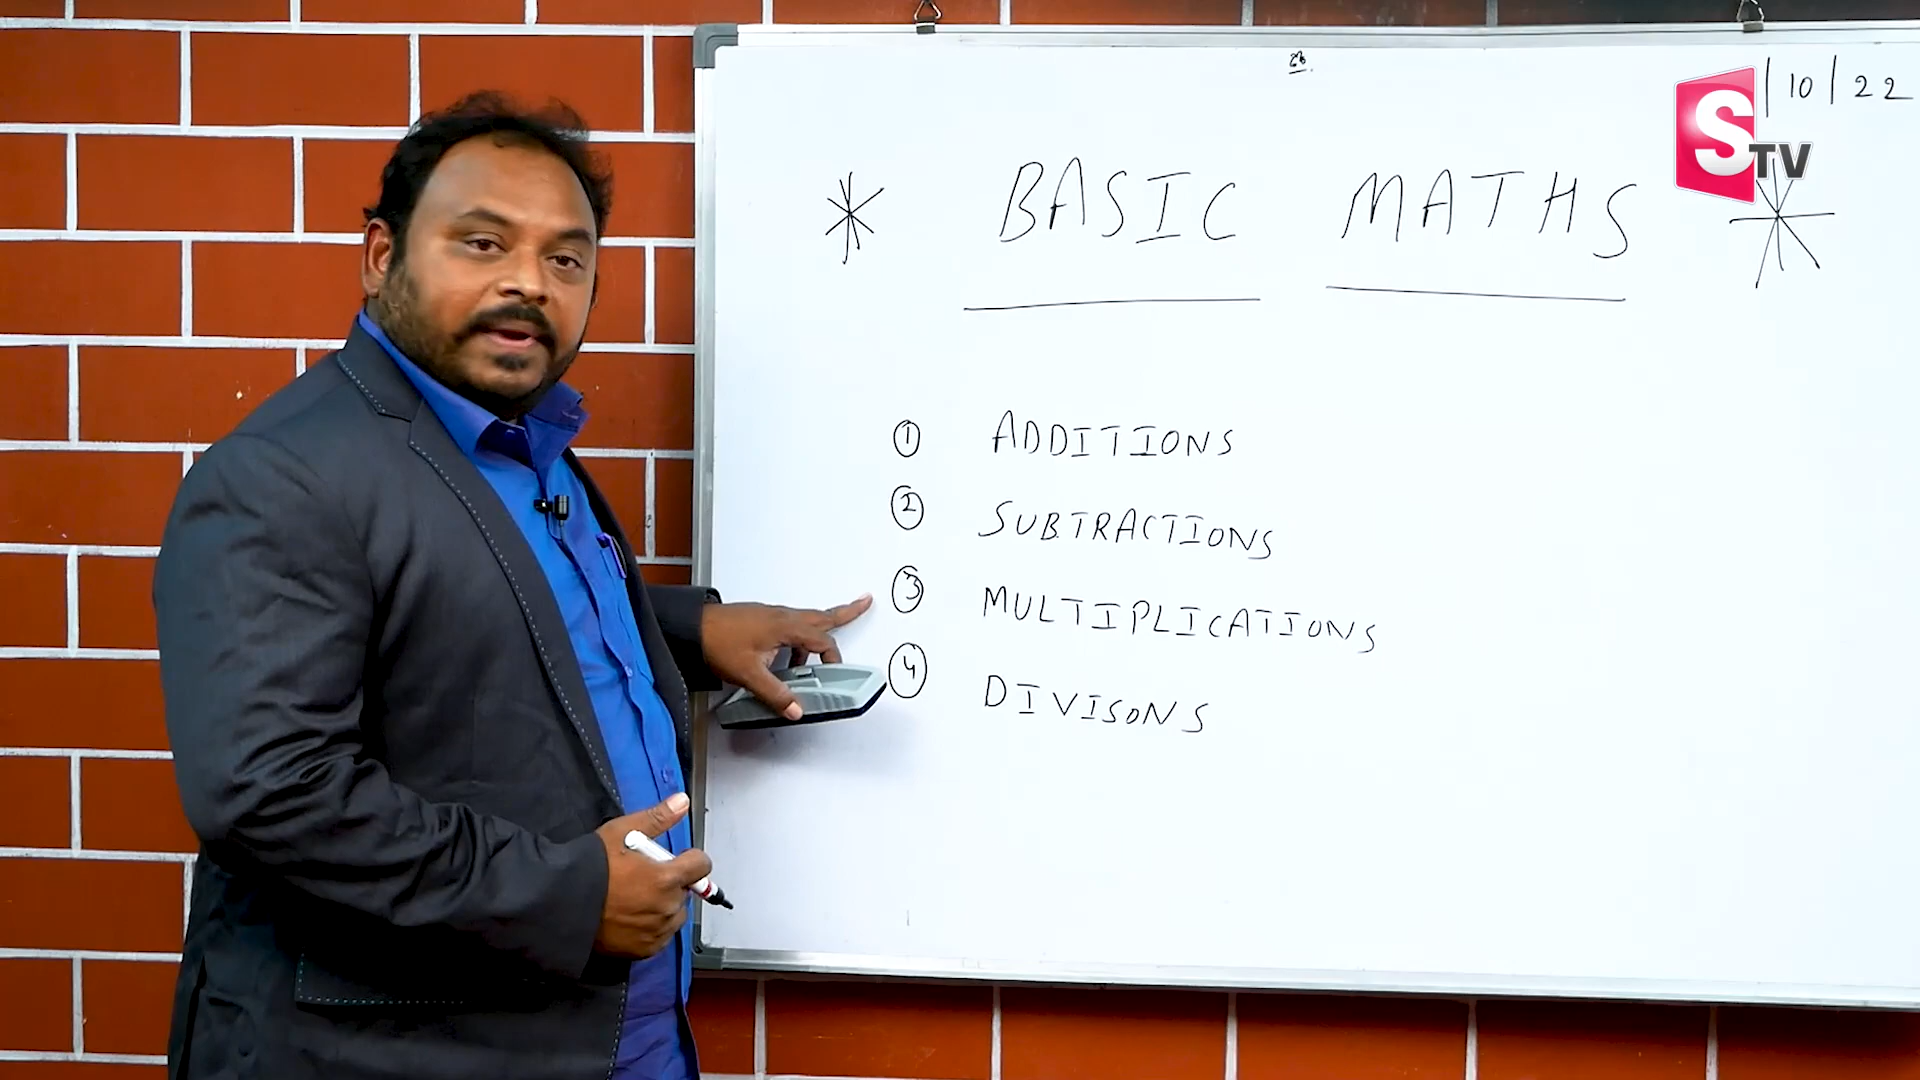 /10/22
STV
* BASIC MATHS *
① ADDITIONS
② SUBTRACTIONS
③ MULTIPLICATIONS
④ DIVISONS